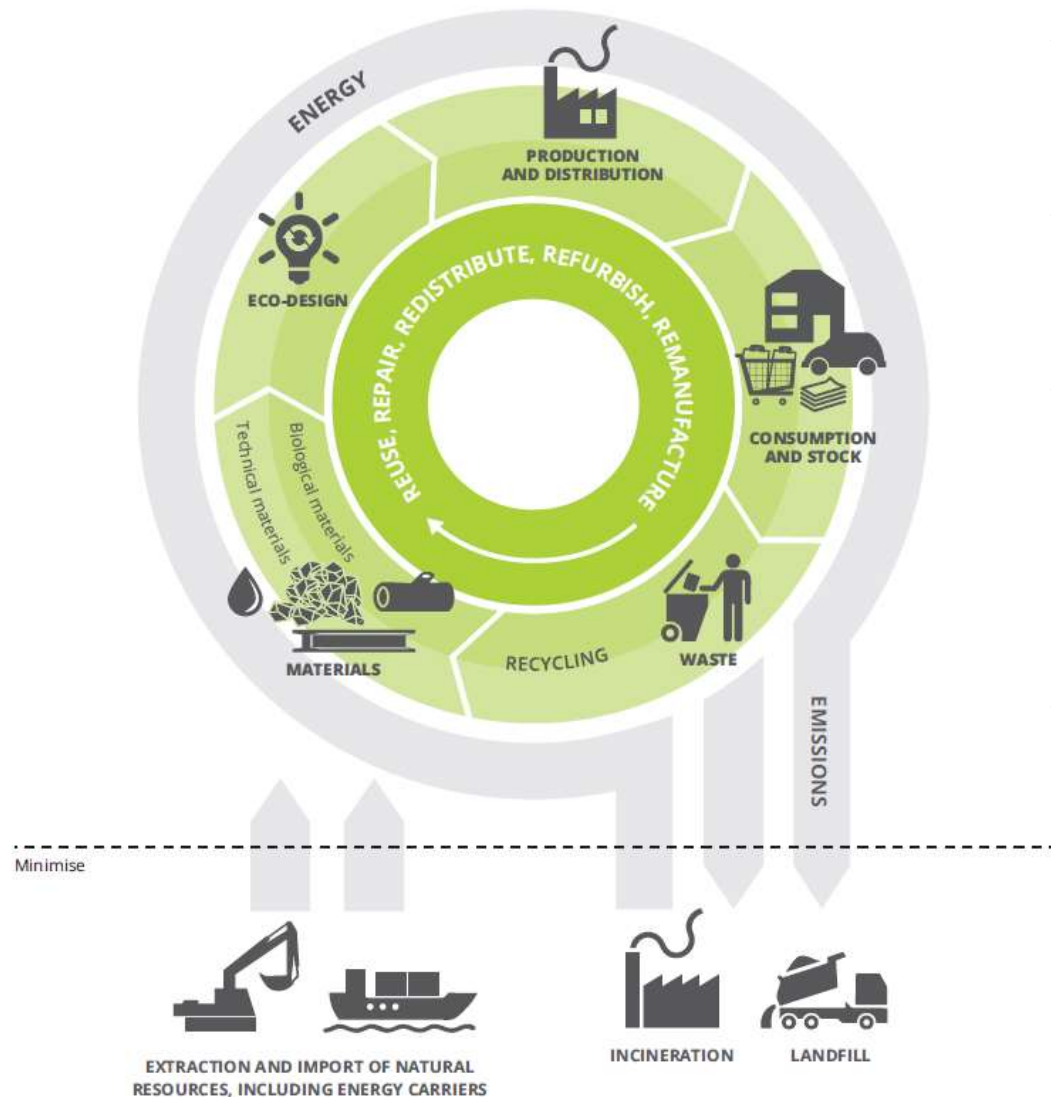 ENERGY
PRODUCTION
AND DISTRIBUTION
ECO-DESIGN
REUSE, REPAIR, REDISTRIBUTE, REFURBISH, REMANUFACTURE
CONSUMPTION
AND STOCK
Technical materials
Biological materials
MATERIALS
RECYCLING
WASTE
EMISSIONS
Minimise
EXTRACTION AND IMPORT OF NATURAL
RESOURCES, INCLUDING ENERGY CARRIERS
INCINERATION
LANDFILL